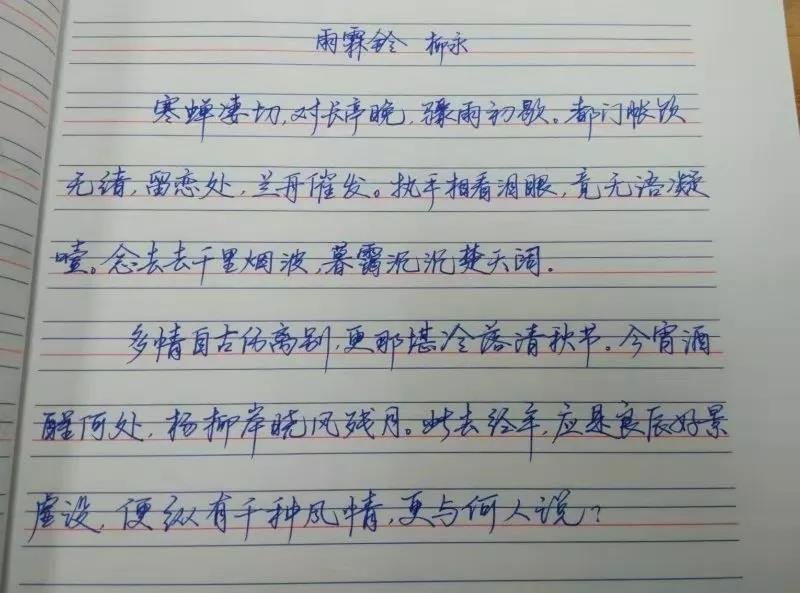 雨霖铃 柳永
寒蝉凄切,对长亭晚,骤雨初歇。都门帐饮
无绪,留恋处,兰舟催发。执手相看泪眼,竟无语凝
噎。念去去千里烟波,暮霭沉沉楚天阔.
多情自古伤离别,更那堪冷落清秋节。今宵酒
醒何处,杨柳岸晓风残月。此去经年,应是良辰好景
虚设,便纵有千种风情,更与何人说?